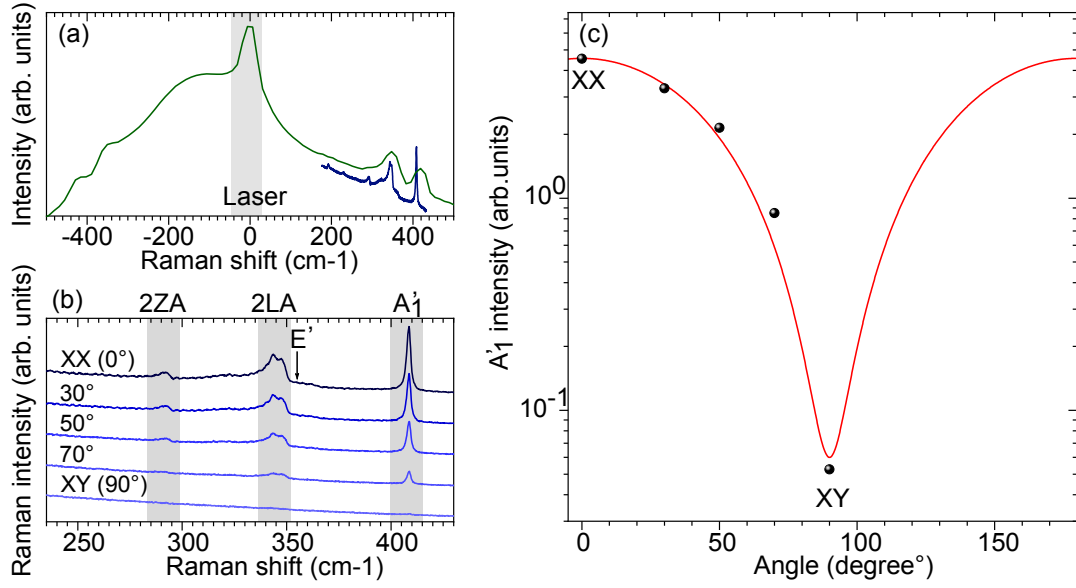 (a)
Intensity (arb. units)
Laser
-400 -200 0 200 400
Raman shift (cm-1)
(b)
2ZA 2LA A'1
E'
XX (0°)
30°
50°
70°
XY (90°)
Raman intensity (arb. units)
250 300 350 400
Raman shift (cm-1)
(c)
XX
XY
10^0
10^-1
A'1 intensity (arb.units)
0 50 100 150
Angle (degree°)